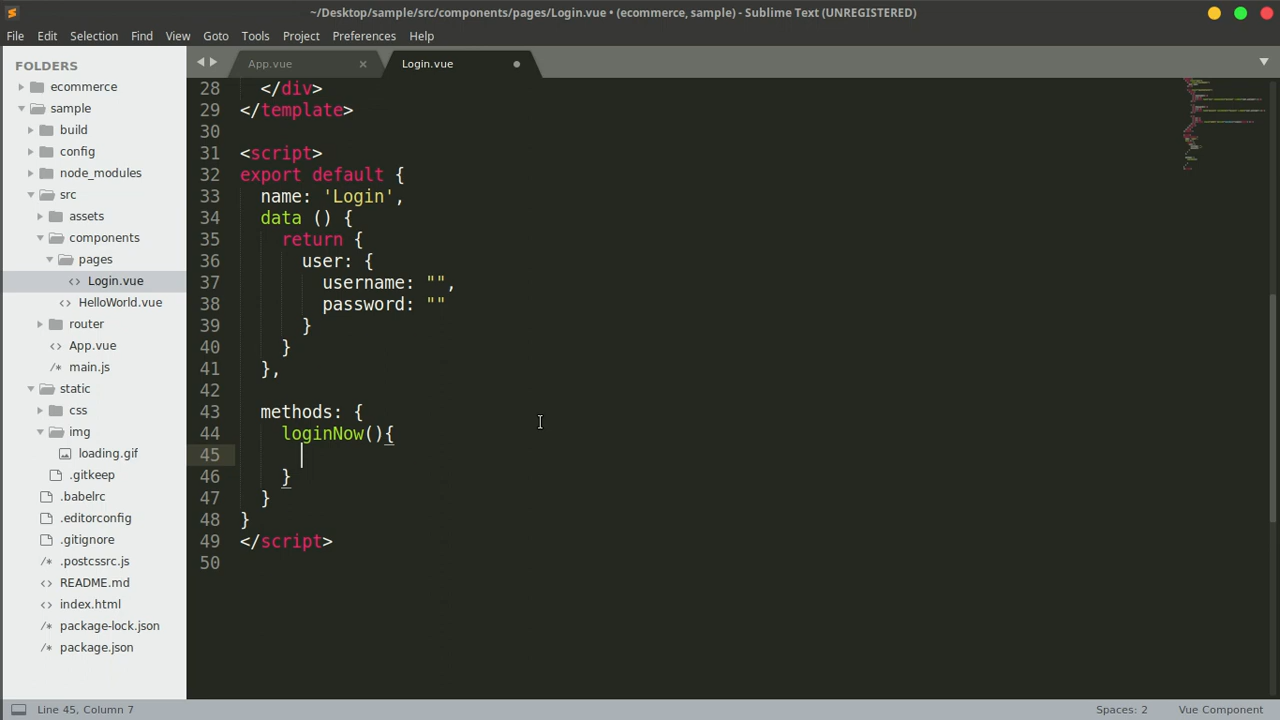 ~/Desktop/sample/src/components/pages/Login.vue • (ecommerce, sample) - Sublime Text (UNREGISTERED)
File Edit Selection Find View Goto Tools Project Preferences Help
FOLDERS
ecommerce
sample
build
config
node_modules
src
assets
components
pages
<> Login.vue
<> HelloWorld.vue
router
<> App.vue
/* main.js
static
css
img
loading.gif
.gitkeep
<> .babelrc
<> .editorconfig
<> .gitignore
/* .postcssrc.js
<> README.md
<> index.html
/* package-lock.json
/* package.json
App.vue × Login.vue
28 </div>
29 </template>
30
31 <script>
32 export default {
33 name: 'Login',
34 data () {
35 return {
36 user: {
37 username: "",
38 password: ""
39 }
40 }
41 },
42
43 methods: {
44 loginNow(){
45
46 }
47 }
48 }
49 </script>
50
Line 45, Column 7 Spaces: 2 Vue Component